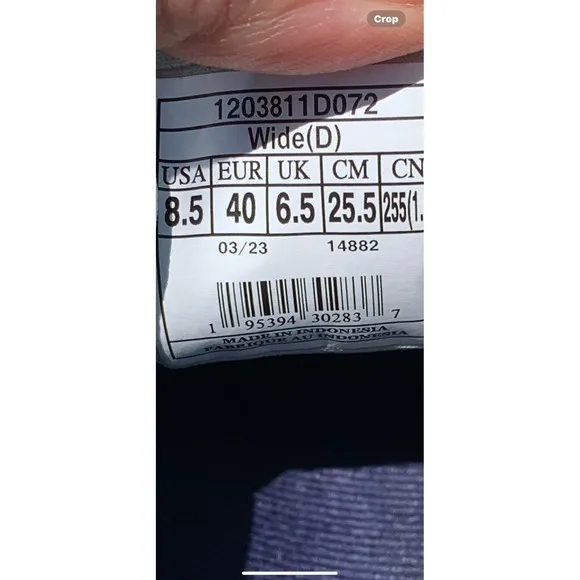 Crop
1203811D072
Wide(D)
USA EUR UK CM CN
8.5 40 6.5 25.5 255(1.
03/23 14882
1 95394 30283 7
MADE IN INDONESIA
FABRIQUE AU INDONESIA